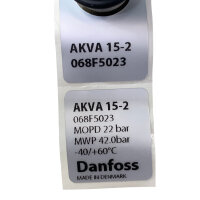 AKVA 15-2
068F5023
AKVA 15-2
068F5023
MOPD 22 bar
MWP 42.0bar
-40/+60°C
Danfoss
MADE IN DENMARK